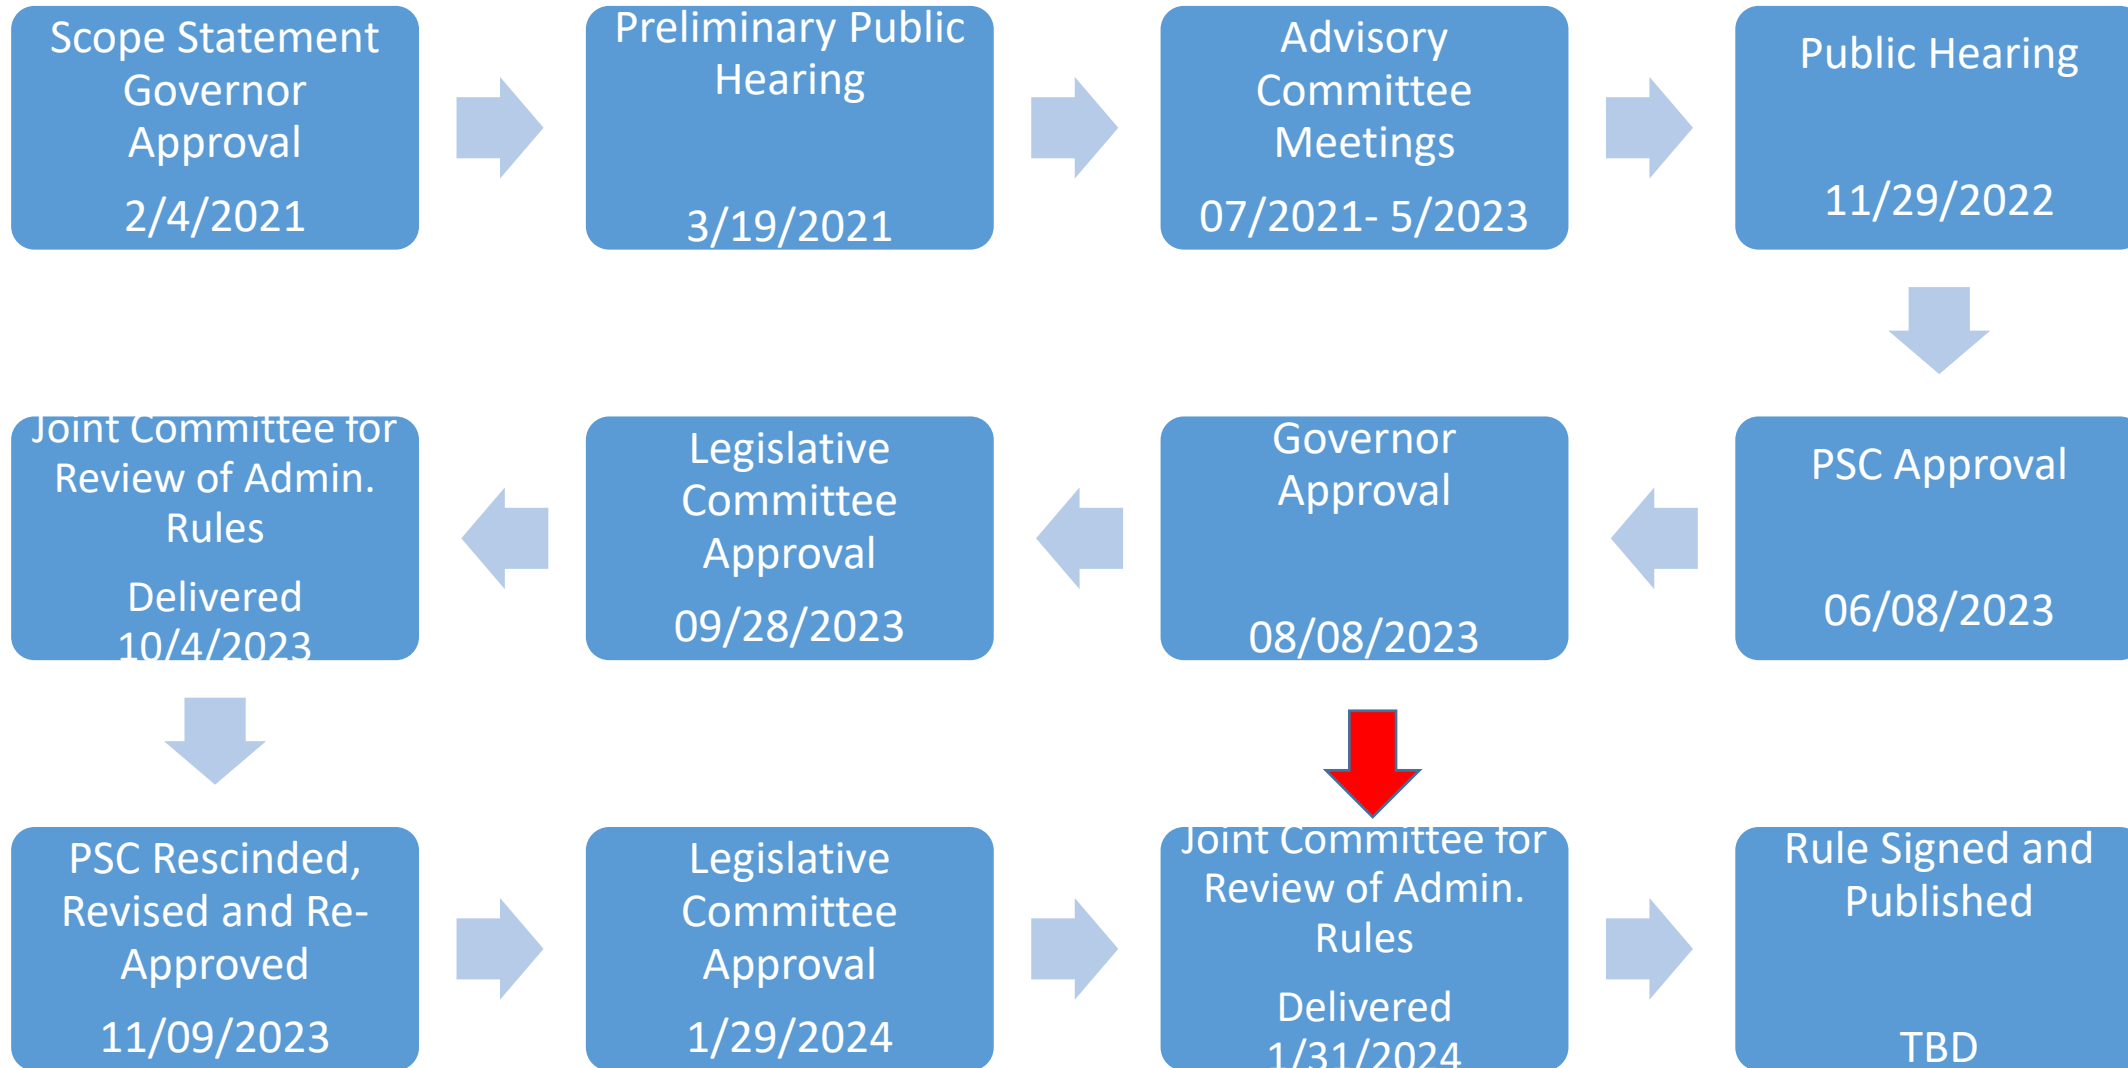 Scope Statement
Governor
Approval
2/4/2021
Preliminary Public
Hearing
3/19/2021
Advisory
Committee
Meetings
07/2021- 5/2023
Public Hearing
11/29/2022
PSC Approval
06/08/2023
Governor
Approval
08/08/2023
Legislative
Committee
Approval
09/28/2023
Joint Committee for
Review of Admin.
Rules
Delivered
10/4/2023
PSC Rescinded,
Revised and Re-
Approved
11/09/2023
Legislative
Committee
Approval
1/29/2024
Joint Committee for
Review of Admin.
Rules
Delivered
1/31/2024
Rule Signed and
Published
TBD